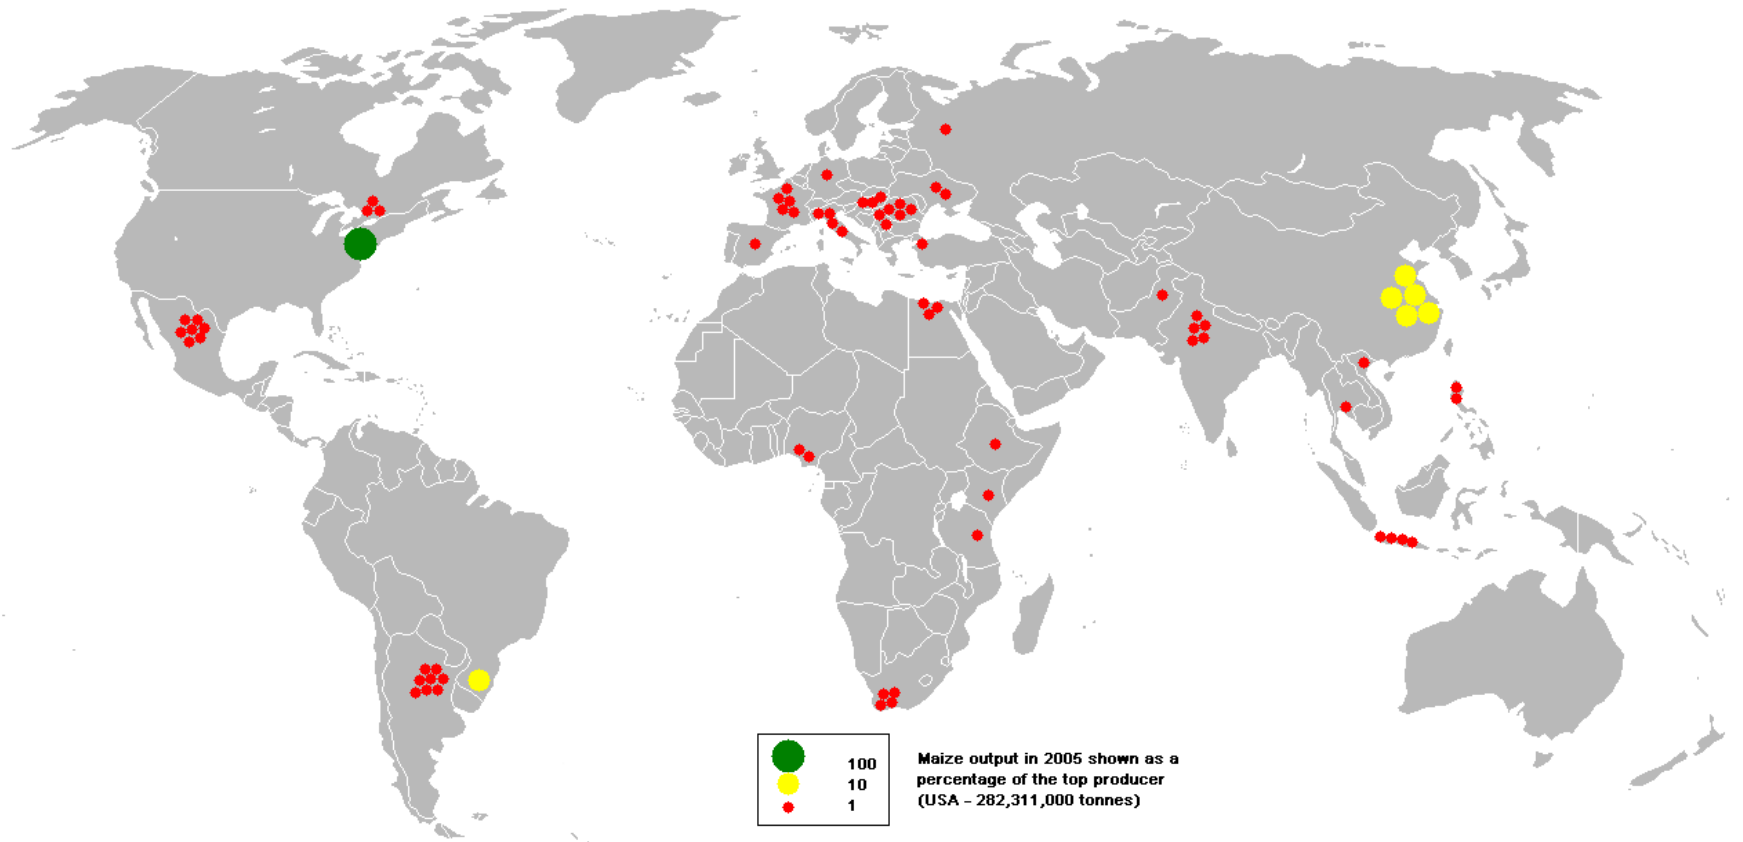 100
10
1
Maize output in 2005 shown as a
percentage of the top producer
(USA - 282,311,000 tonnes)